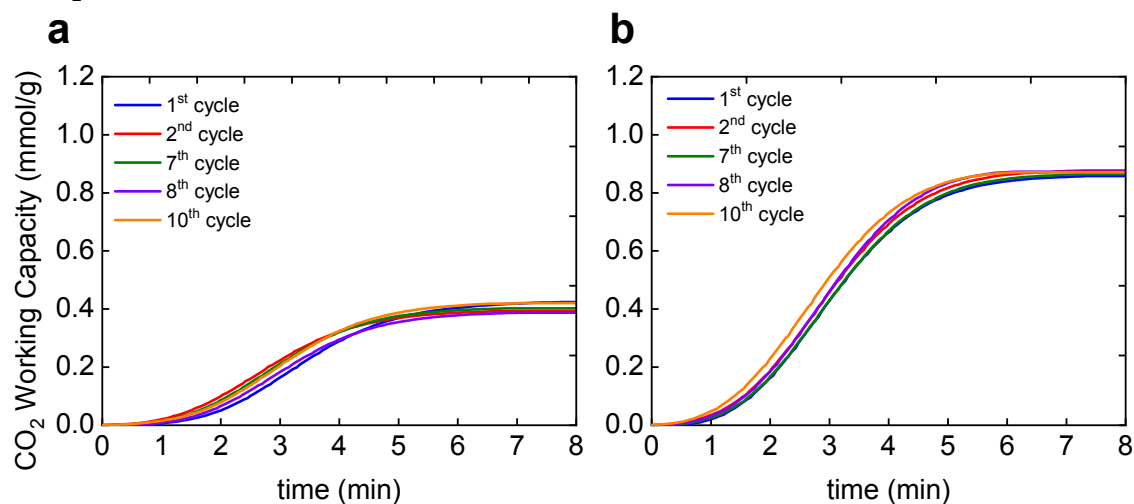 a
CO2 Working Capacity (mmol/g)
1.2
1.0
0.8
0.6
0.4
0.2
0.0
1st cycle
2nd cycle
7th cycle
8th cycle
10th cycle
0 1 2 3 4 5 6 7 8
time (min)
b
1.2
1.0
0.8
0.6
0.4
0.2
0.0
1st cycle
2nd cycle
7th cycle
8th cycle
10th cycle
0 1 2 3 4 5 6 7 8
time (min)